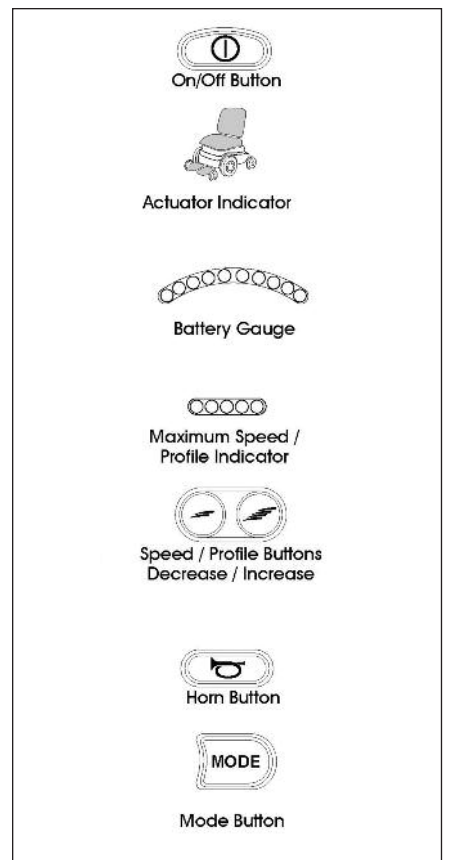 On/Off Button
Actuator Indicator
Battery Gauge
Maximum Speed /
Profile Indicator
Speed / Profile Buttons
Decrease / Increase
Horn Button
MODE
Mode Button